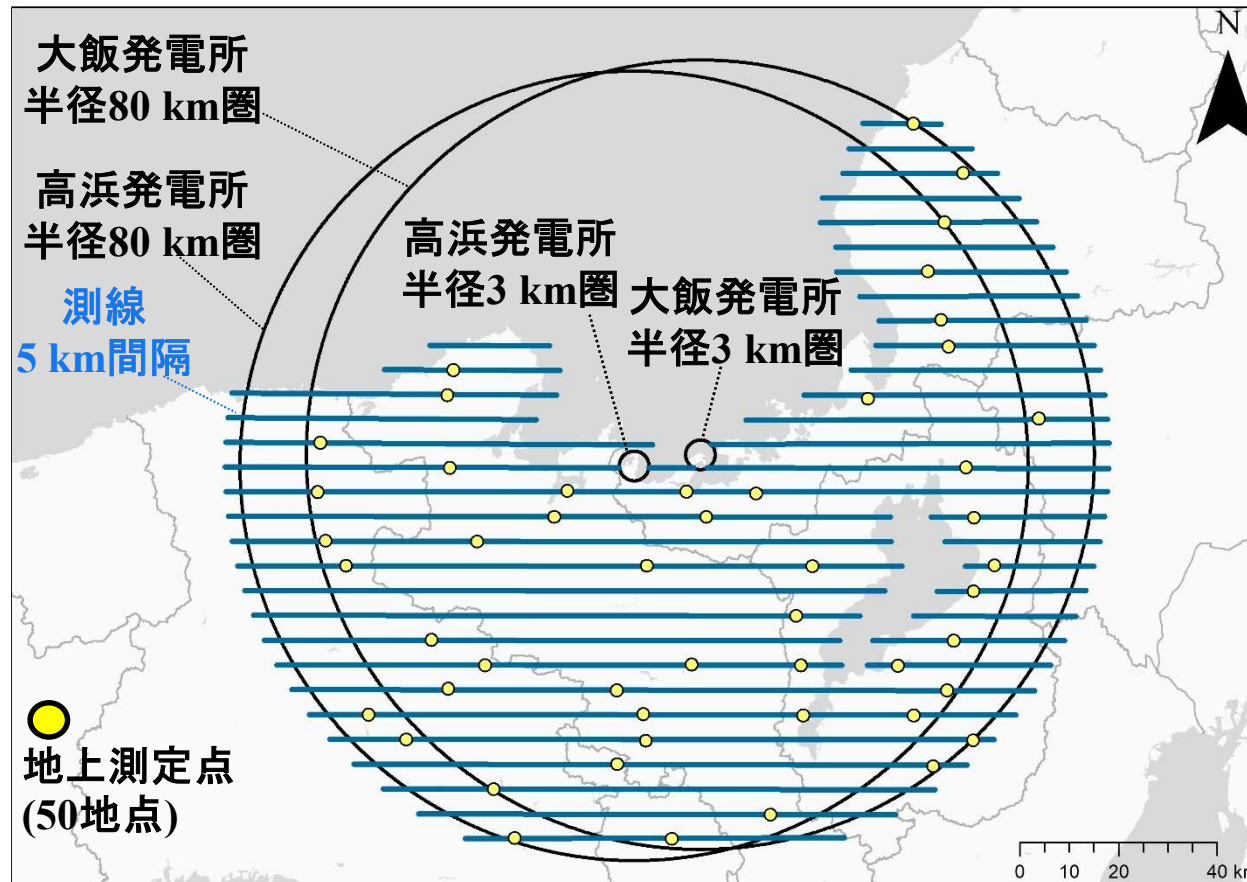 N
大飯発電所
半径80 km圏
高浜発電所
半径80 km圏
測線
5 km間隔
高浜発電所
半径3 km圏
大飯発電所
半径3 km圏
地上測定点
(50地点)
0 10 20 40 km